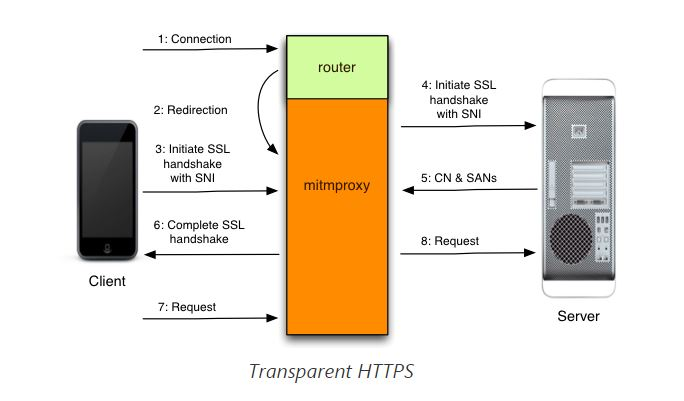 1: Connection
router
2: Redirection
3: Initiate SSL
handshake
with SNI
mitmproxy
4: Initiate SSL
handshake
with SNI
5: CN & SANs
6: Complete SSL
handshake
7: Request
8: Request
Client
Server
Transparent HTTPS